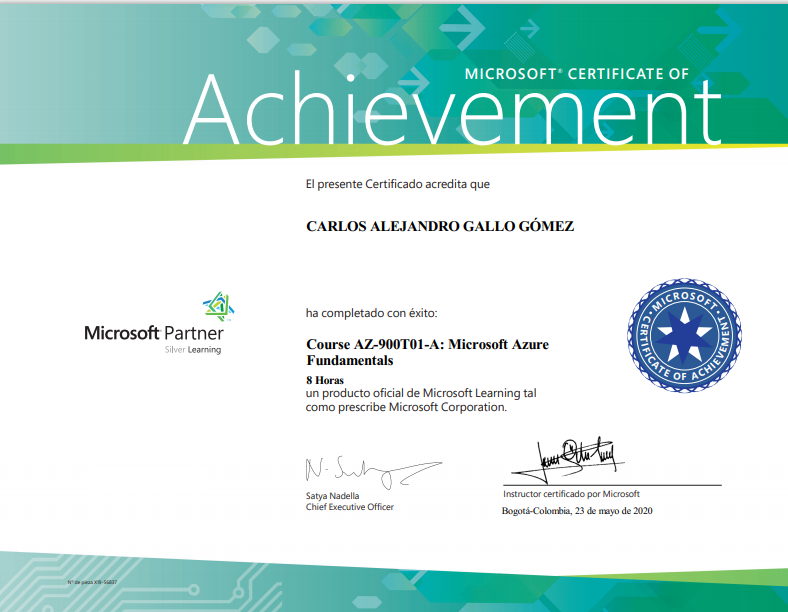 MICROSOFT® CERTIFICATE OF
Achievement
El presente Certificado acredita que
CARLOS ALEJANDRO GALLO GÓMEZ
Microsoft Partner
Silver Learning
ha completado con éxito:
Course AZ-900T01-A: Microsoft Azure
Fundamentals
8 Horas
un producto oficial de Microsoft Learning tal
como prescribe Microsoft Corporation.
MICROSOFT
CERTIFICATE OF ACHIEVEMENT
Satya Nadella
Chief Executive Officer
Instructor certificado por Microsoft
Bogotá-Colombia, 23 de mayo de 2020
Nº de pieza